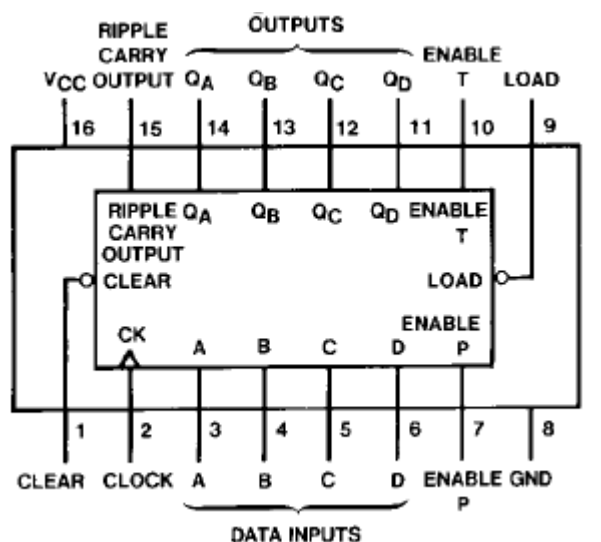 OUTPUTS
RIPPLE
CARRY
OUTPUT
VCC
QA QB QC QD
ENABLE
T
LOAD
16 15 14 13 12 11 10 9
RIPPLE
CARRY
OUTPUT
QA QB QC QD
ENABLE
T
CLEAR
LOAD
CK
A B C D
ENABLE
P
1 2 3 4 5 6 7 8
CLEAR CLOCK A B C D ENABLE
P
GND
DATA INPUTS